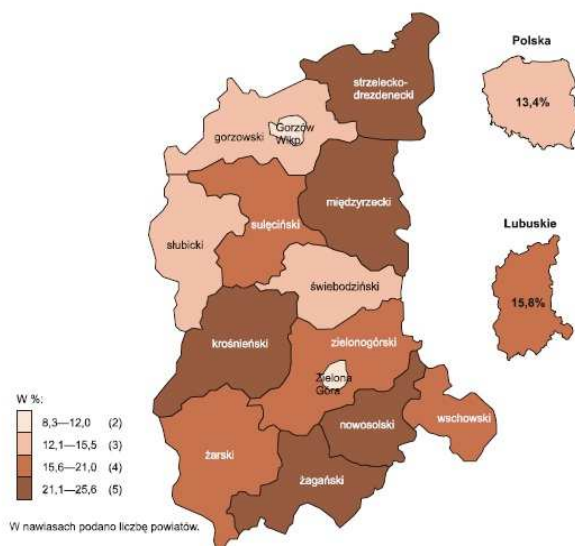 Polska
13,4%
strzelecko-
drezdenecki
Gorzów
Wlkp.
gorzowski
międzyrzecki
sulęciński
słubicki
Lubuskie
15,8%
świebodziński
krośnieński
zielonogórski
Zielona
Góra
wschowski
nowosolski
żarski
żagański
W %:
8,3—12,0 (2)
12,1—15,5 (3)
15,6—21,0 (4)
21,1—25,6 (5)
W nawiasach podano liczbę powiatów.